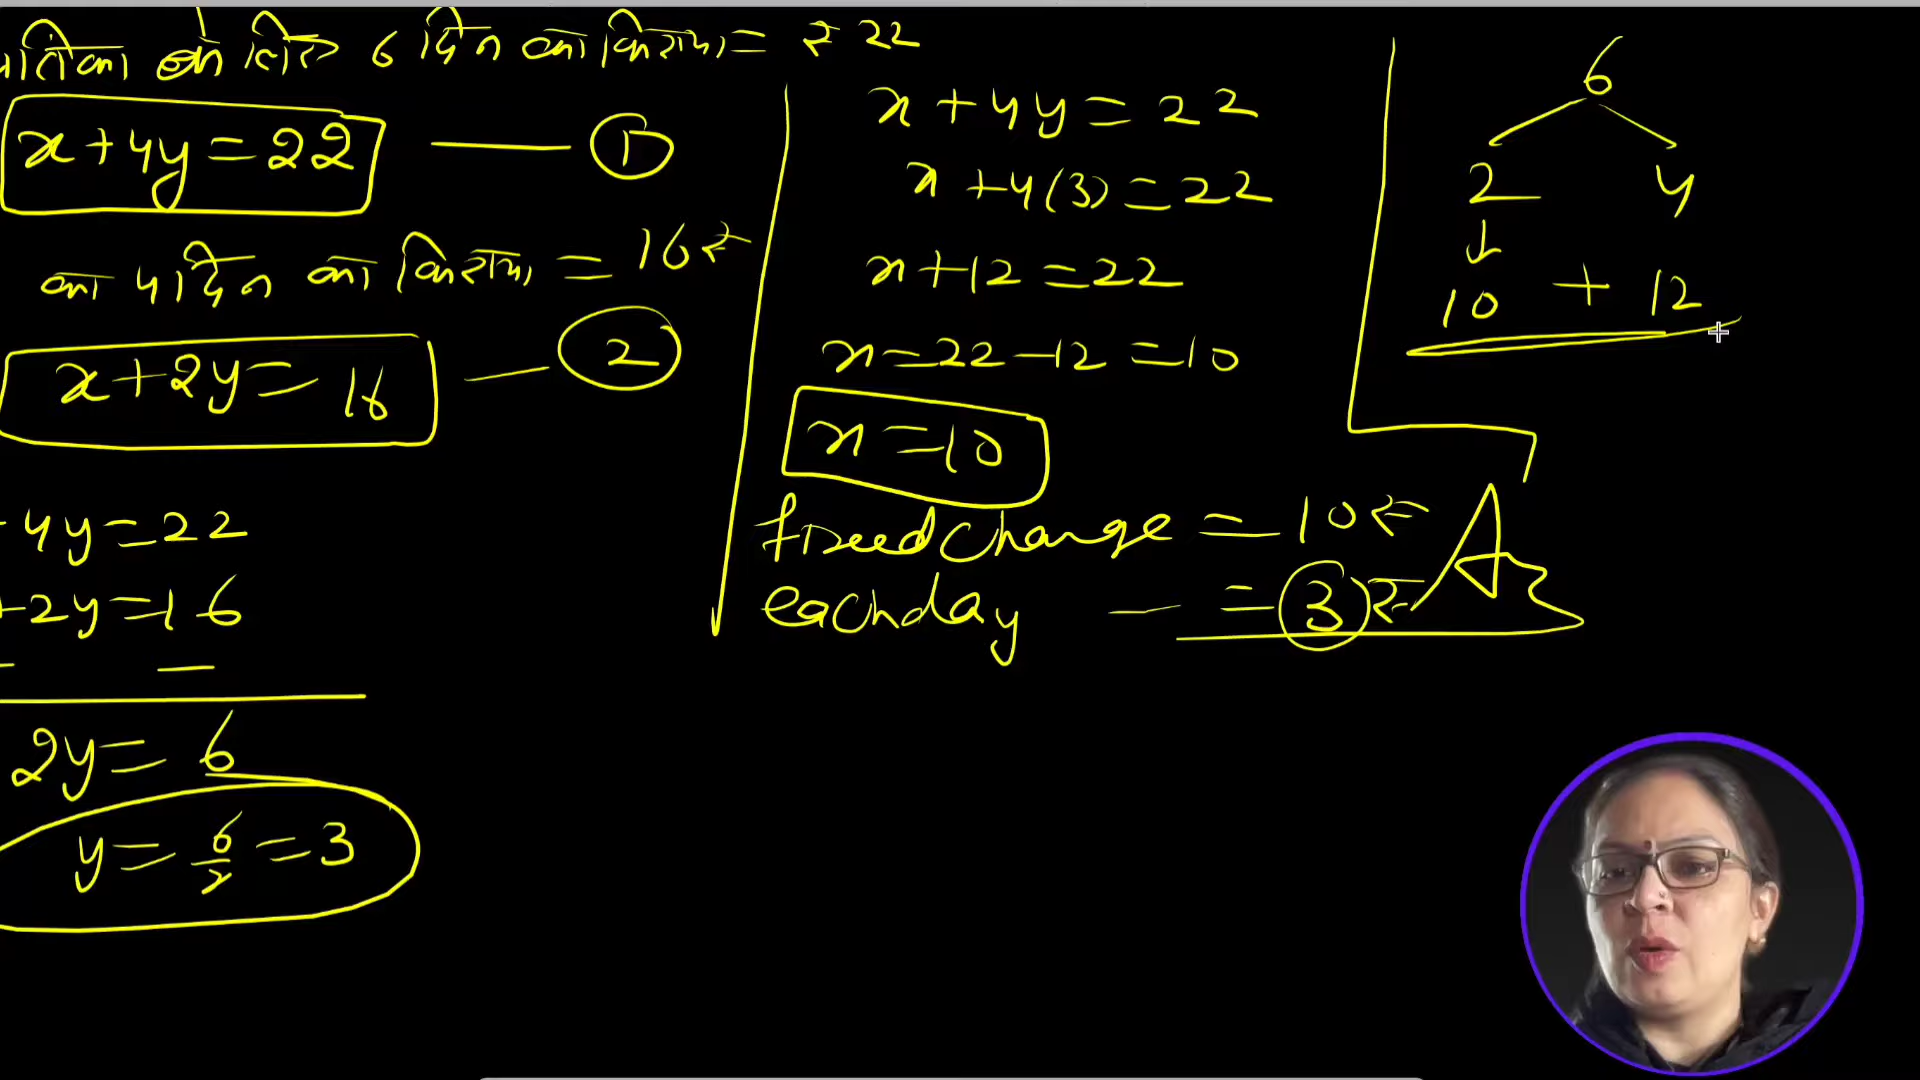 के लिए 6 दिन का किराया = ₹ 22
x + 4y = 22 — ①
का 4 दिन का किराया = 16 ₹
x + 2y = 16 — ②
4y = 22
+ 2y = 16
– –
2y = 6
y = 6/2 = 3
x + 4y = 22
x + 4(3) = 22
x + 12 = 22
x = 22 – 12 = 10
x = 10
fixed charge = 10 ₹
each day — = 3 ₹
A
6
2 4
↓
10 + 12